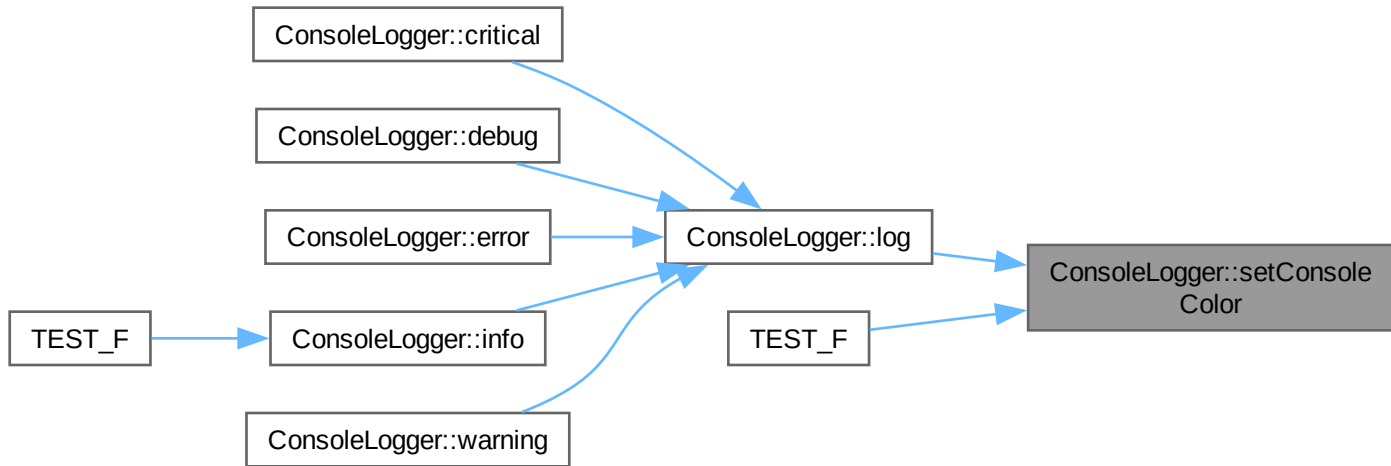 ConsoleLogger::critical
ConsoleLogger::debug
ConsoleLogger::error
ConsoleLogger::log
ConsoleLogger::setConsole
Color
TEST_F
ConsoleLogger::info
TEST_F
ConsoleLogger::warning